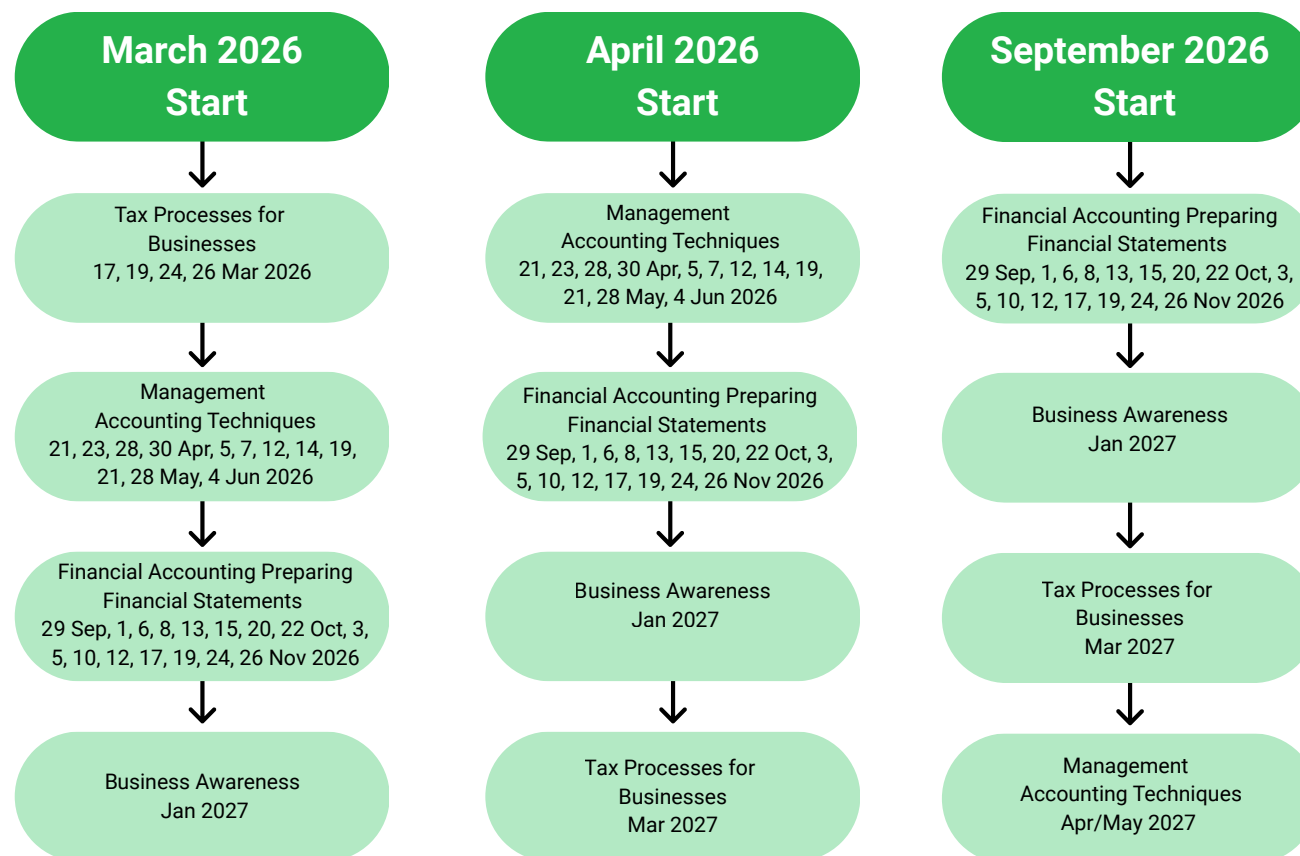 March 2026
Start
Tax Processes for
Businesses
17, 19, 24, 26 Mar 2026
Management
Accounting Techniques
21, 23, 28, 30 Apr, 5, 7, 12, 14, 19,
21, 28 May, 4 Jun 2026
Financial Accounting Preparing
Financial Statements
29 Sep, 1, 6, 8, 13, 15, 20, 22 Oct, 3,
5, 10, 12, 17, 19, 24, 26 Nov 2026
Business Awareness
Jan 2027
April 2026
Start
Management
Accounting Techniques
21, 23, 28, 30 Apr, 5, 7, 12, 14, 19,
21, 28 May, 4 Jun 2026
Financial Accounting Preparing
Financial Statements
29 Sep, 1, 6, 8, 13, 15, 20, 22 Oct, 3,
5, 10, 12, 17, 19, 24, 26 Nov 2026
Business Awareness
Jan 2027
Tax Processes for
Businesses
Mar 2027
September 2026
Start
Financial Accounting Preparing
Financial Statements
29 Sep, 1, 6, 8, 13, 15, 20, 22 Oct, 3,
5, 10, 12, 17, 19, 24, 26 Nov 2026
Business Awareness
Jan 2027
Tax Processes for
Businesses
Mar 2027
Management
Accounting Techniques
Apr/May 2027